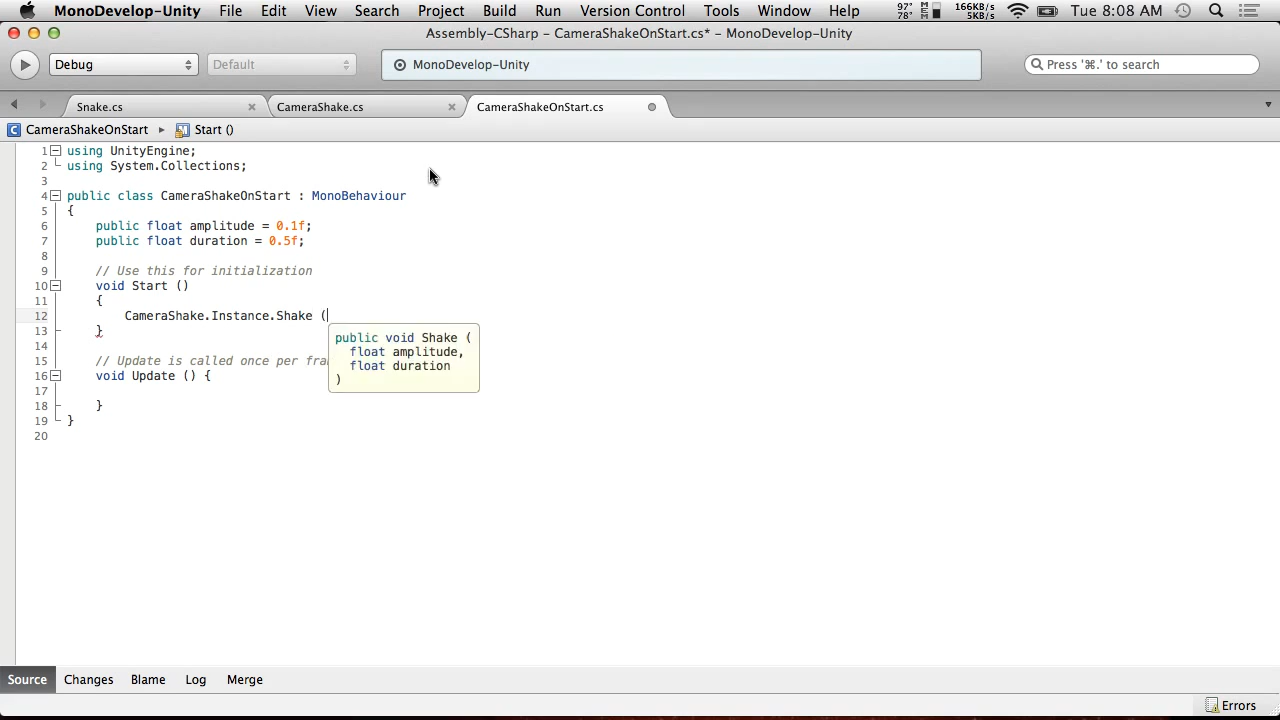 MonoDevelop-Unity File Edit View Search Project Build Run Version Control Tools Window Help 97° 78° MEM 166KB/s 5KB/s Tue 8:08 AM
Assembly-CSharp – CameraShakeOnStart.cs* – MonoDevelop-Unity
Debug Default MonoDevelop-Unity Press '⌘.' to search
Snake.cs CameraShake.cs CameraShakeOnStart.cs
CameraShakeOnStart Start ()
1 using UnityEngine;
2 using System.Collections;
3
4 public class CameraShakeOnStart : MonoBehaviour
5 {
6 public float amplitude = 0.1f;
7 public float duration = 0.5f;
8
9 // Use this for initialization
10 void Start ()
11 {
12 CameraShake.Instance.Shake (
13 }
public void Shake (
float amplitude,
float duration
)
14
15 // Update is called once per fra
16 void Update () {
17
18 }
19 }
20
Source Changes Blame Log Merge
Errors